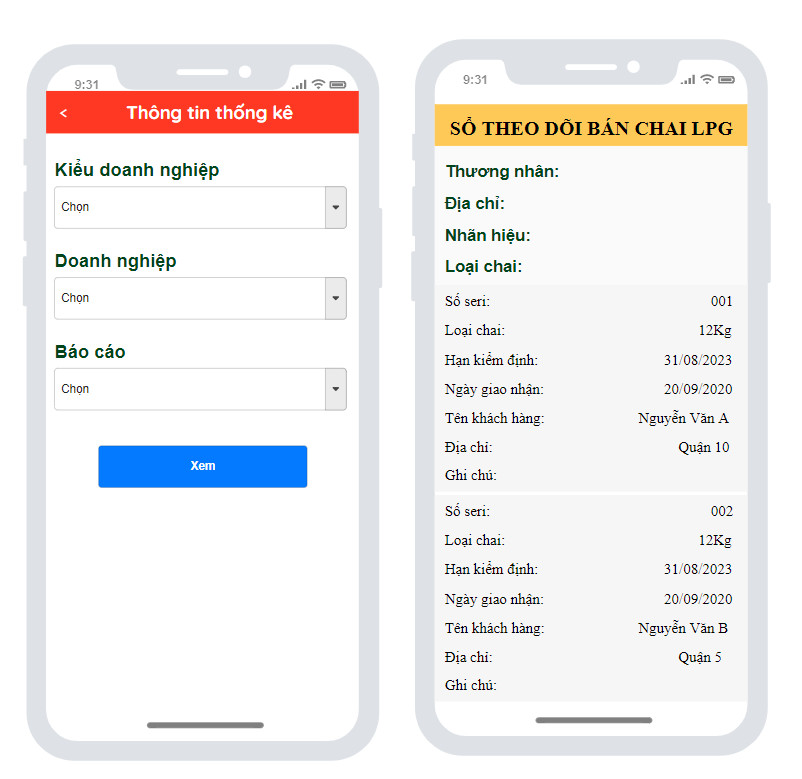 9:31
< Thông tin thống kê
Kiểu doanh nghiệp
Chọn
Doanh nghiệp
Chọn
Báo cáo
Chọn
Xem
9:31
SỔ THEO DÕI BÁN CHAI LPG
Thương nhân:
Địa chỉ:
Nhãn hiệu:
Loại chai:
Số seri: 001
Loại chai: 12Kg
Hạn kiểm định: 31/08/2023
Ngày giao nhận: 20/09/2020
Tên khách hàng: Nguyễn Văn A
Địa chỉ: Quận 10
Ghi chú:
Số seri: 002
Loại chai: 12Kg
Hạn kiểm định: 31/08/2023
Ngày giao nhận: 20/09/2020
Tên khách hàng: Nguyễn Văn B
Địa chỉ: Quận 5
Ghi chú: